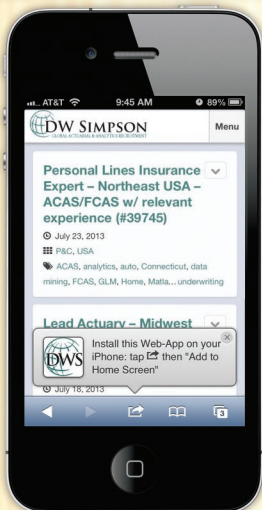 AT&T 9:45 AM 89%
DW SIMPSON
GLOBAL ACTUARIAL & ANALYTICS RECRUITMENT
Menu
Personal Lines Insurance
Expert – Northeast USA –
ACAS/FCAS w/ relevant
experience (#39745)
July 23, 2013
P&C, USA
ACAS, analytics, auto, Connecticut, data
mining, FCAS, GLM, Home, Matla... underwriting
Lead Actuary – Midwest
Install this Web-App on your
iPhone: tap then "Add to
Home Screen"
DWS
July 18, 2013
3